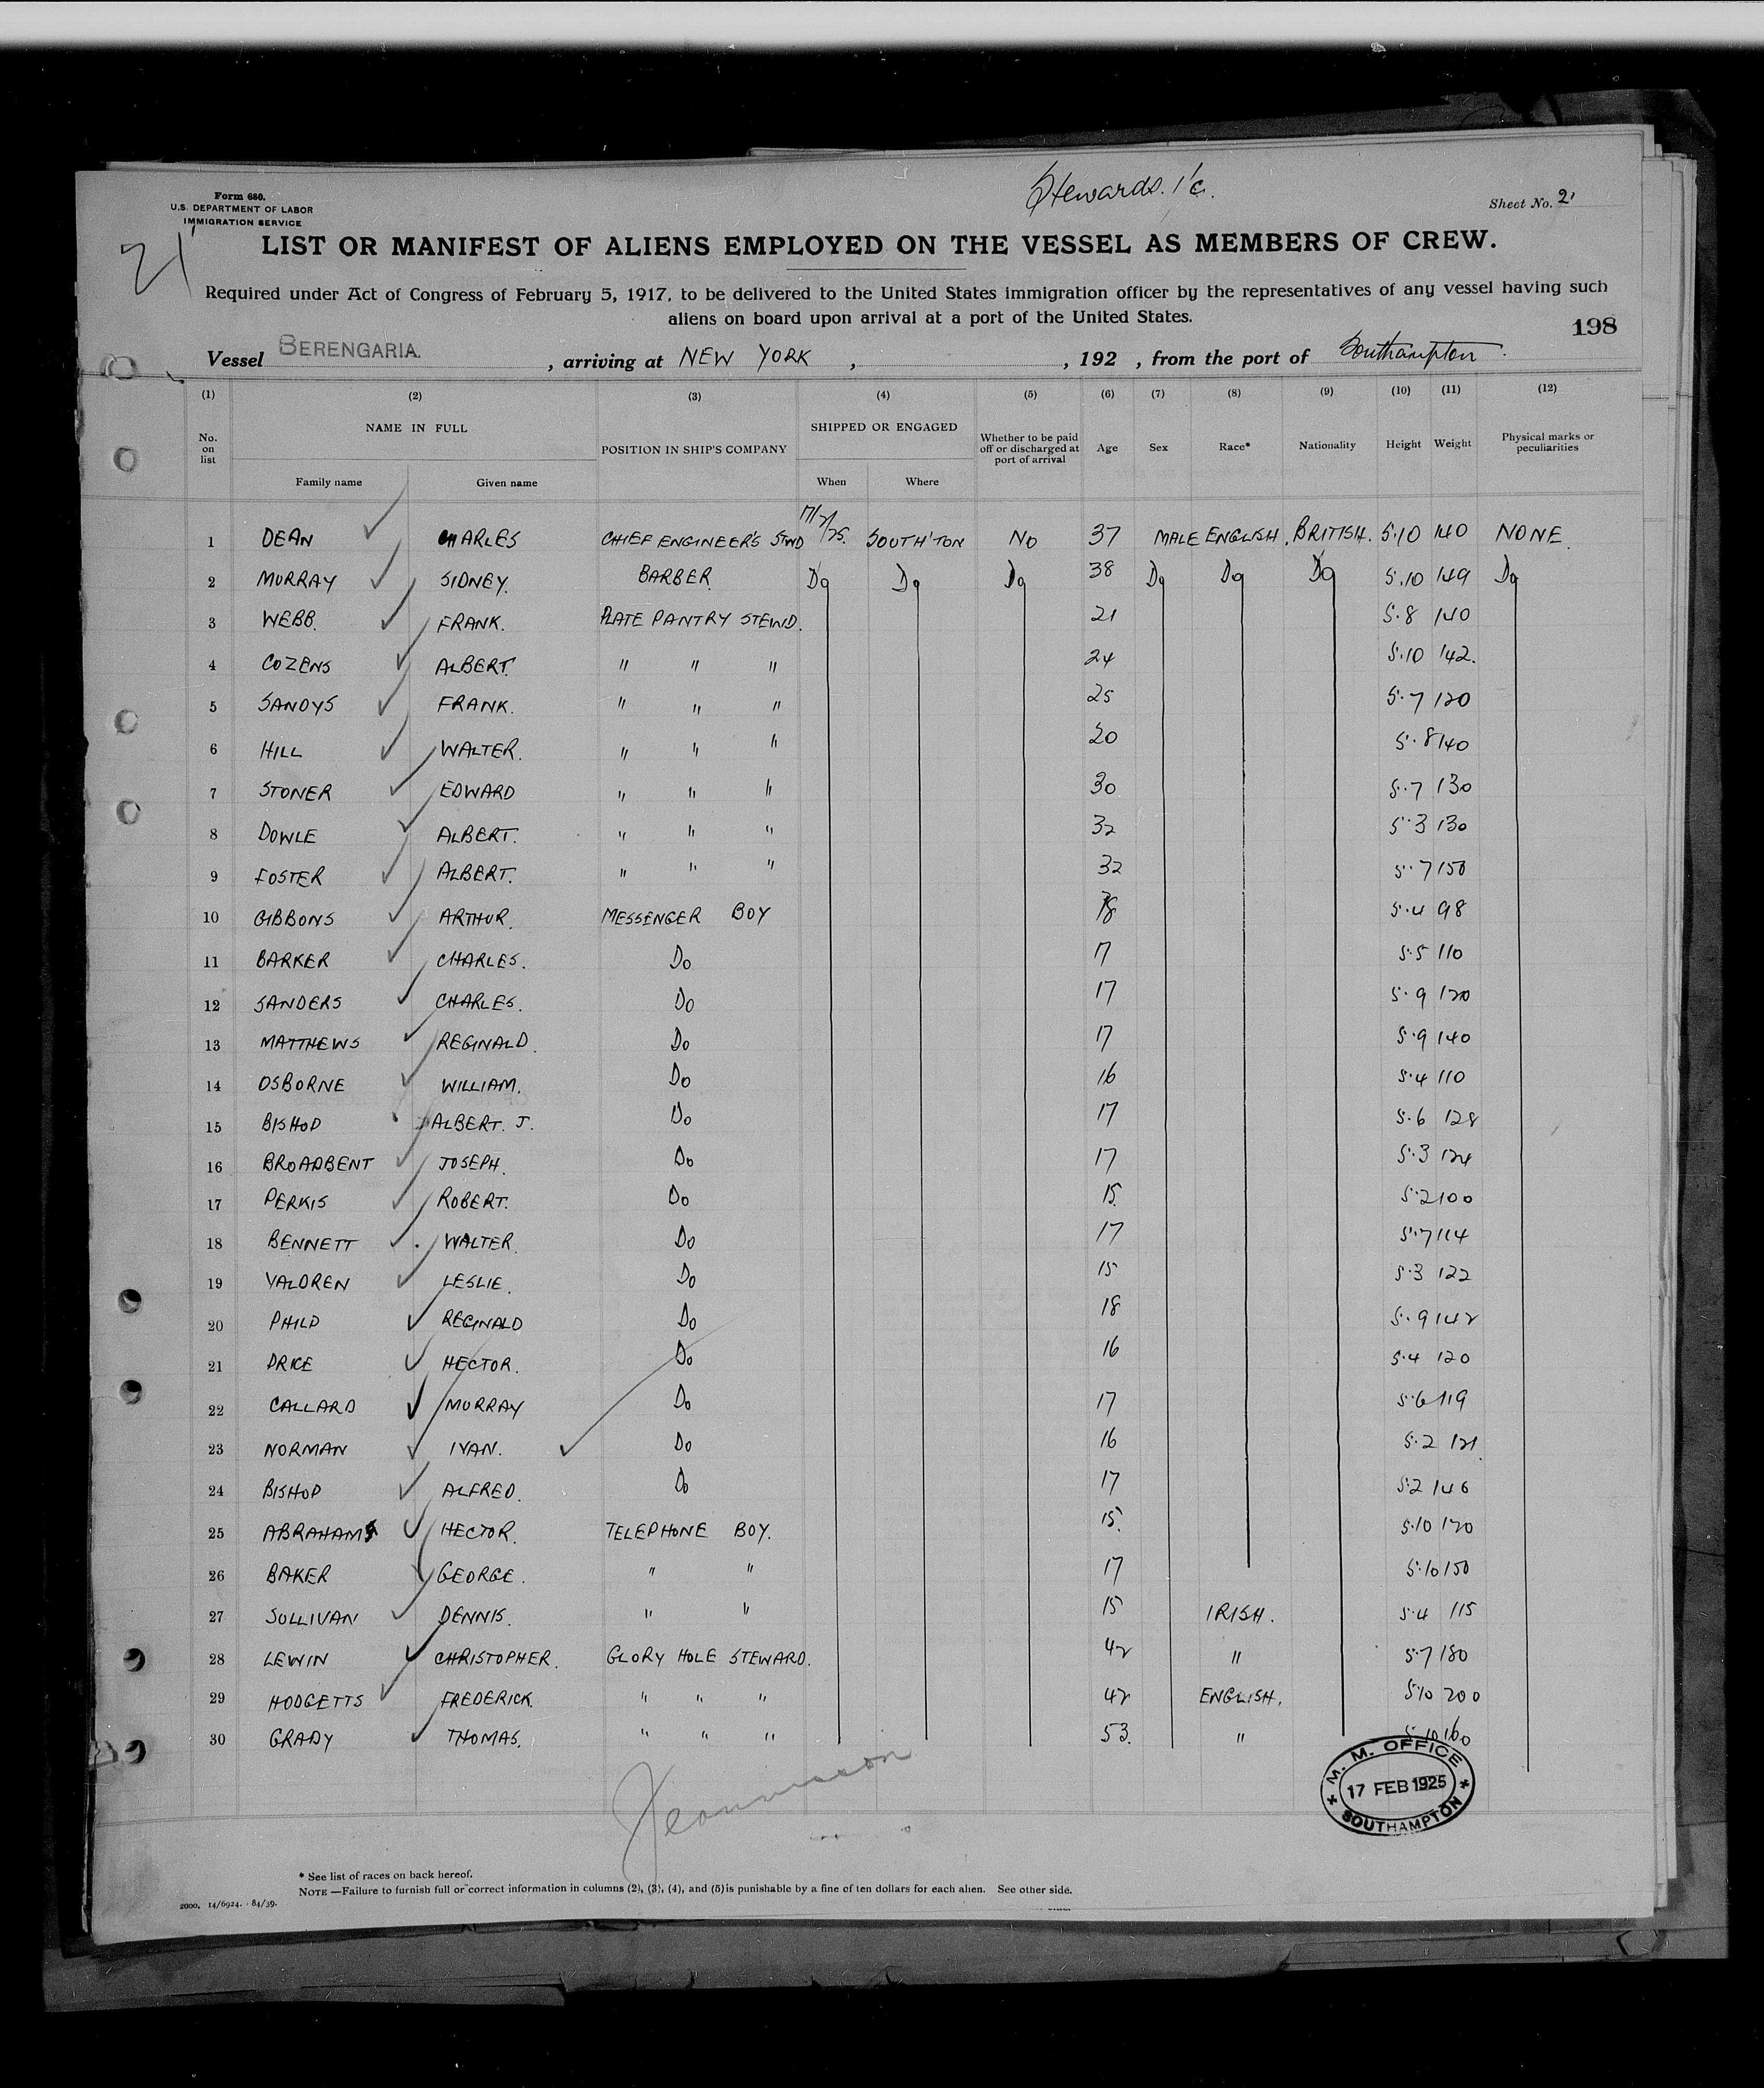 Form 680.
U.S. DEPARTMENT OF LABOR
IMMIGRATION SERVICE
Stewards. 1/c.
Sheet No. 2'
21
LIST OR MANIFEST OF ALIENS EMPLOYED ON THE VESSEL AS MEMBERS OF CREW.
Required under Act of Congress of February 5, 1917, to be delivered to the United States immigration officer by the representatives of any vessel having such
aliens on board upon arrival at a port of the United States.
198
Vessel BERENGARIA. , arriving at NEW YORK , , 192 , from the port of Southampton.
(1) (2) (3) (4) (5) (6) (7) (8) (9) (10) (11) (12)
No. on list NAME IN FULL POSITION IN SHIP'S COMPANY SHIPPED OR ENGAGED Whether to be paid off or discharged at port of arrival Age Sex Race* Nationality Height Weight Physical marks or peculiarities
Family name Given name When Where
1 DEAN CHARLES CHIEF ENGINEER'S STWD 17/2/25. SOUTH'TON NO 37 MALE ENGLISH. BRITISH. 5.10 140 NONE.
2 MURRAY SIDNEY. BARBER Do Do Do 38 Do Do Do 5.10 149 Do
3 WEBB. FRANK. PLATE PANTRY STEWD. 21 5.8 140
4 COZENS ALBERT. " " " 24 5.10 142.
5 SANDYS FRANK. " " " 25 5.7 120
6 HILL WALTER. " " " 20 5.8 140
7 STONER EDWARD " " " 30 5.7 130
8 DOWLE ALBERT. " " " 32 5.3 130
9 FOSTER ALBERT. " " " 32 5.7 150
10 GIBBONS ARTHUR. MESSENGER BOY 5.4 98
11 BARKER CHARLES. Do 17 5.5 110
12 SANDERS CHARLES. Do 17 5.9 120
13 MATTHEWS REGINALD. Do 17 5.9 140
14 OSBORNE WILLIAM. Do 16 5.4 110
15 BISHOP ALBERT. J. Do 17 5.6 128
16 BROADBENT JOSEPH. Do 17 5.3 124
17 PERKIS ROBERT. Do 15. 5.2 100
18 BENNETT WALTER. Do 17 5.7 114
19 VALDREN LESLIE. Do 15 5.3 122
20 PHILP REGINALD Do 18 5.9 142
21 PRICE HECTOR. Do 16 5.4 120
22 CALLARD MURRAY Do 17 5.6 119
23 NORMAN IVAN. Do 16 5.2 121
24 BISHOP ALFRED. Do 17 5.2 146
25 ABRAHAMS HECTOR. TELEPHONE BOY. 15. 5.10 120
26 BAKER GEORGE. " " 17 5.10 150
27 SULLIVAN DENNIS. " " 15 IRISH. 5.4 115
28 LEWIN CHRISTOPHER. GLORY HOLE STEWARD. 42 " 5.7 180
29 HODGETTS FREDERICK. " " " 42 ENGLISH. 5.10 200
30 GRADY THOMAS. " " " 53. " 5.10 160
M. M. OFFICE
17 FEB 1925
SOUTHAMPTON
* See list of races on back hereof.
NOTE —Failure to furnish full or correct information in columns (2), (3), (4), and (5) is punishable by a fine of ten dollars for each alien. See other side.
2000. 14/6924. 84/39.